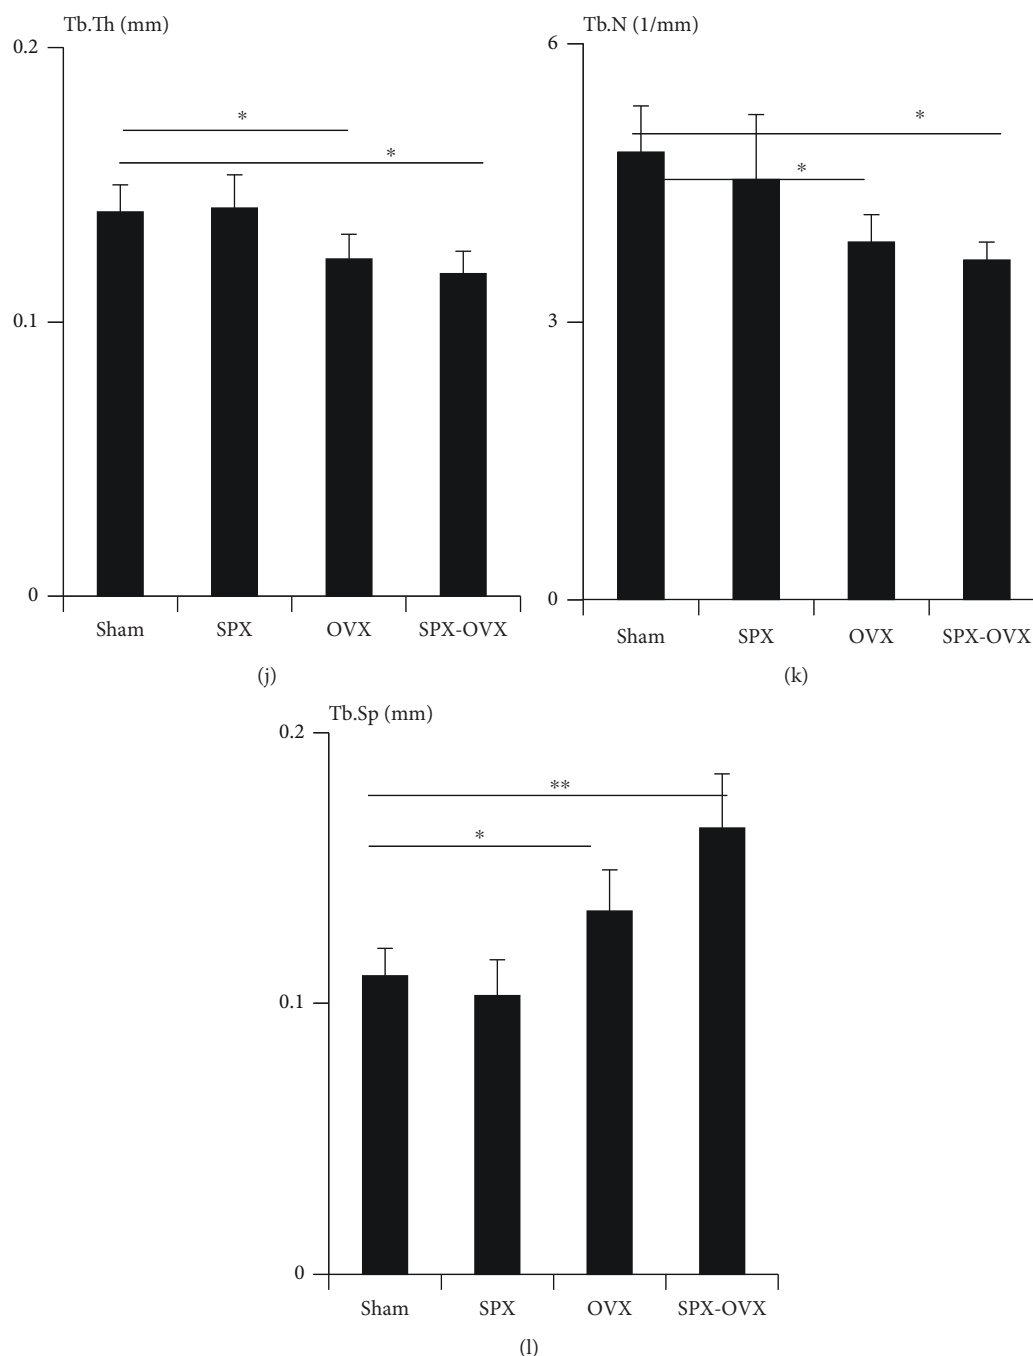 Tb.Th (mm)
0.2
*
*
0.1
0
Sham SPX OVX SPX-OVX
(j)
Tb.N (1/mm)
6
*
*
3
0
Sham SPX OVX SPX-OVX
(k)
Tb.Sp (mm)
0.2
**
*
0.1
0
Sham SPX OVX SPX-OVX
(l)